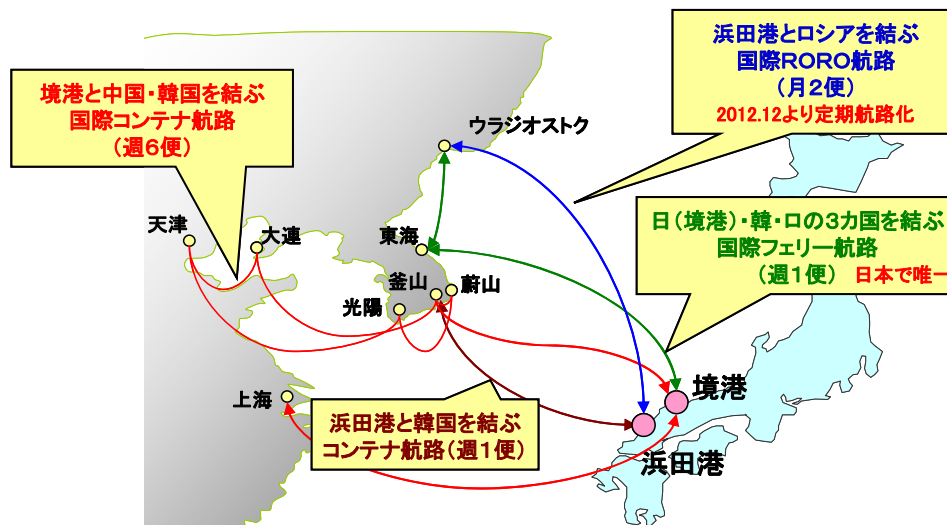 浜田港とロシアを結ぶ
国際RORO航路
(月2便)
2012.12より定期航路化
境港と中国・韓国を結ぶ
国際コンテナ航路
(週6便)
ウラジオストク
日(境港)・韓・ロの3カ国を結ぶ
国際フェリー航路
(週1便) 日本で唯一
天津
大連
東海
釜山
蔚山
光陽
上海
境港
浜田港と韓国を結ぶ
コンテナ航路(週1便)
浜田港